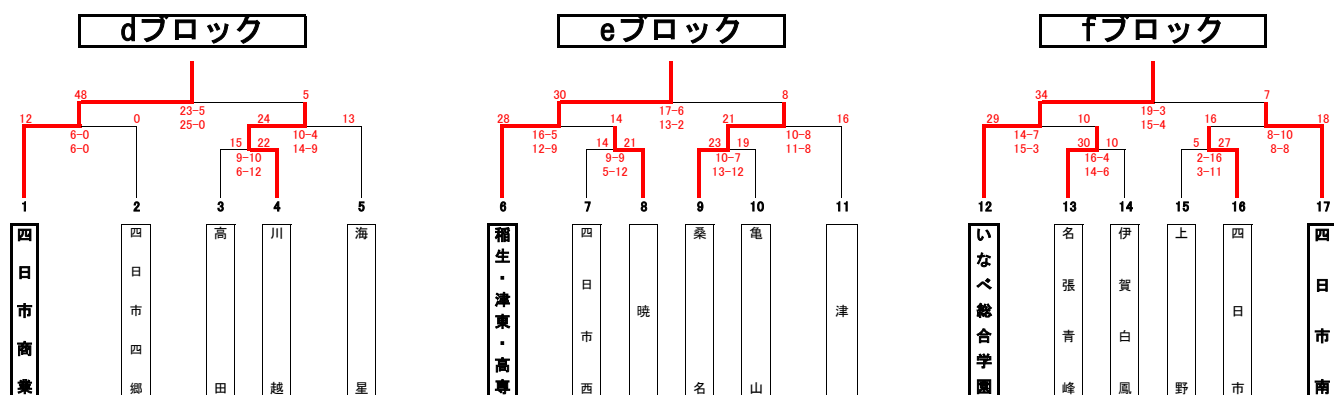 dブロック eブロック fブロック
48 5 30 8 34 7
23-5 17-6 19-3
25-0 13-2 15-4
12 0 24 13 28 14 21 16 29 10 16 18
6-0 10-4 16-5 10-8 14-7 8-10
6-0 14-9 12-9 11-8 15-3 8-8
15 22 14 21 23 19 30 10 5 27
9-10 9-9 10-7 16-4 2-16
6-12 5-12 13-12 14-6 3-11
1 2 3 4 5 6 7 8 9 10 11 12 13 14 15 16 17
四日市商業
四日市四郷
高田
川越
海星
稲生・津東・高専
四日市西
暁
桑名
亀山
津
いなべ総合学園
名張青峰
伊賀白鳳
上野
四日市
四日市南